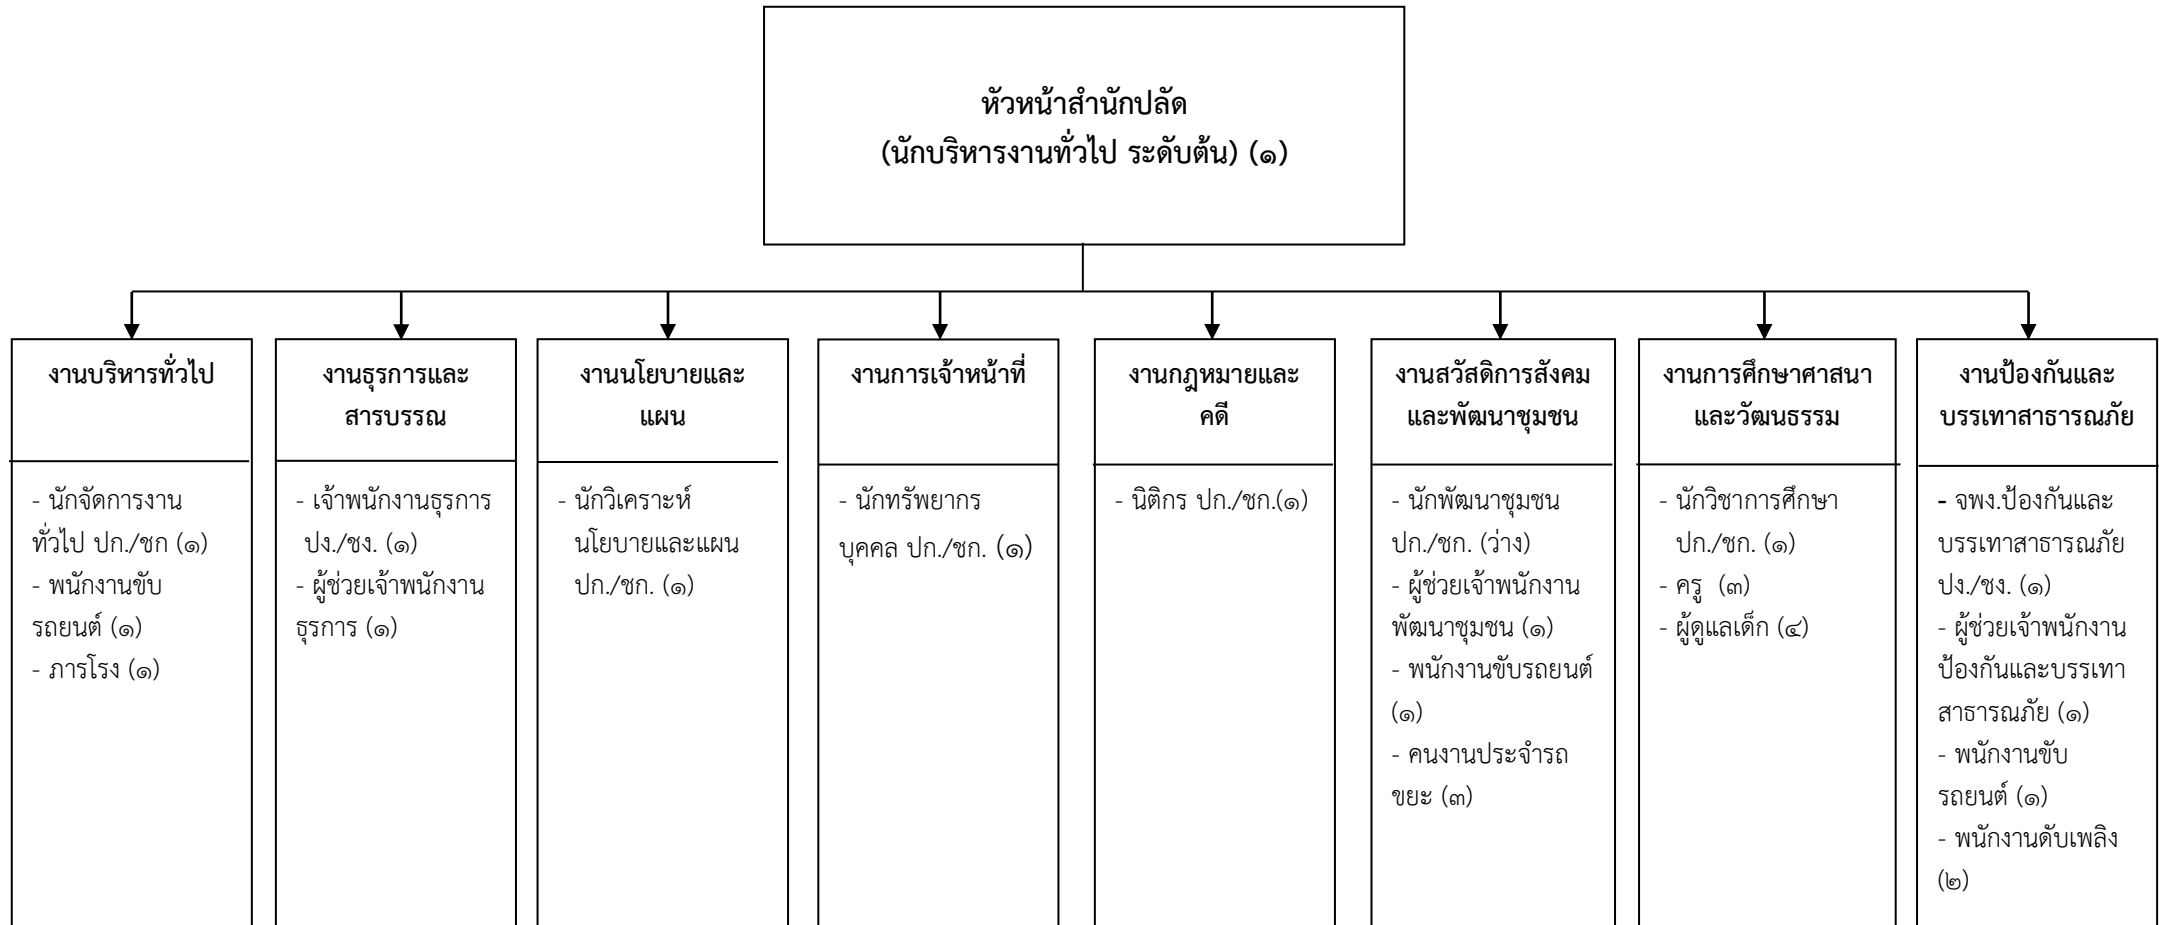 หัวหน้าสำนักปลัด
(นักบริหารงานทั่วไป ระดับต้น) (๑)
งานบริหารทั่วไป
- นักจัดการงาน
ทั่วไป ปก./ชก (๑)
- พนักงานขับ
รถยนต์ (๑)
- ภารโรง (๑)
งานธุรการและ
สารบรรณ
- เจ้าพนักงานธุรการ
ปง./ชง. (๑)
- ผู้ช่วยเจ้าพนักงาน
ธุรการ (๑)
งานนโยบายและ
แผน
- นักวิเคราะห์
นโยบายและแผน
ปก./ชก. (๑)
งานการเจ้าหน้าที่
- นักทรัพยากร
บุคคล ปก./ชก. (๑)
งานกฎหมายและ
คดี
- นิติกร ปก./ชก.(๑)
งานสวัสดิการสังคม
และพัฒนาชุมชน
- นักพัฒนาชุมชน
ปก./ชก. (ว่าง)
- ผู้ช่วยเจ้าพนักงาน
พัฒนาชุมชน (๑)
- พนักงานขับรถยนต์
(๑)
- คนงานประจำรถ
ขยะ (๓)
งานการศึกษาศาสนา
และวัฒนธรรม
- นักวิชาการศึกษา
ปก./ชก. (๑)
- ครู (๓)
- ผู้ดูแลเด็ก (๔)
งานป้องกันและ
บรรเทาสาธารณภัย
- จพง.ป้องกันและ
บรรเทาสาธารณภัย
ปง./ชง. (๑)
- ผู้ช่วยเจ้าพนักงาน
ป้องกันและบรรเทา
สาธารณภัย (๑)
- พนักงานขับ
รถยนต์ (๑)
- พนักงานดับเพลิง
(๒)